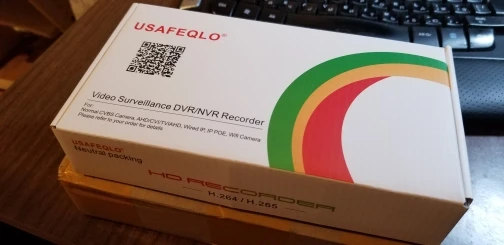 USAFEQLO®
Video Surveillance DVR/NVR Recorder
For:
Normal CVBS Camera, AHD/CVI/TVI/AHD, Wired IP, IP POE, Wifi Camera
Please refer to your order for details
USAFEQLO®
Neutral packing
HD RECORDER
H.264 / H.265